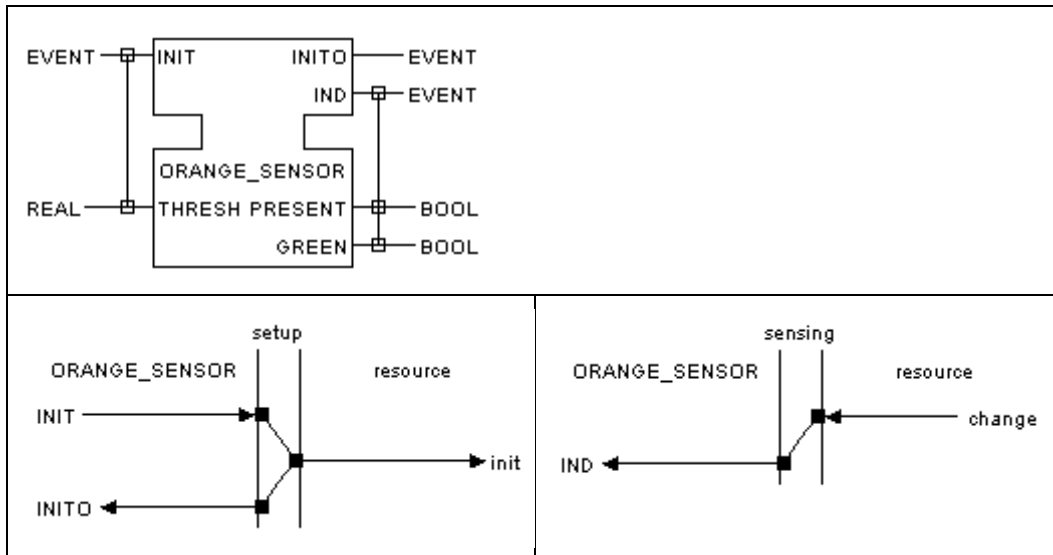 EVENT INIT INITO EVENT
IND EVENT
ORANGE_SENSOR
REAL THRESH PRESENT BOOL
GREEN BOOL
setup
ORANGE_SENSOR resource
INIT
init
INITO
sensing
ORANGE_SENSOR resource
change
IND